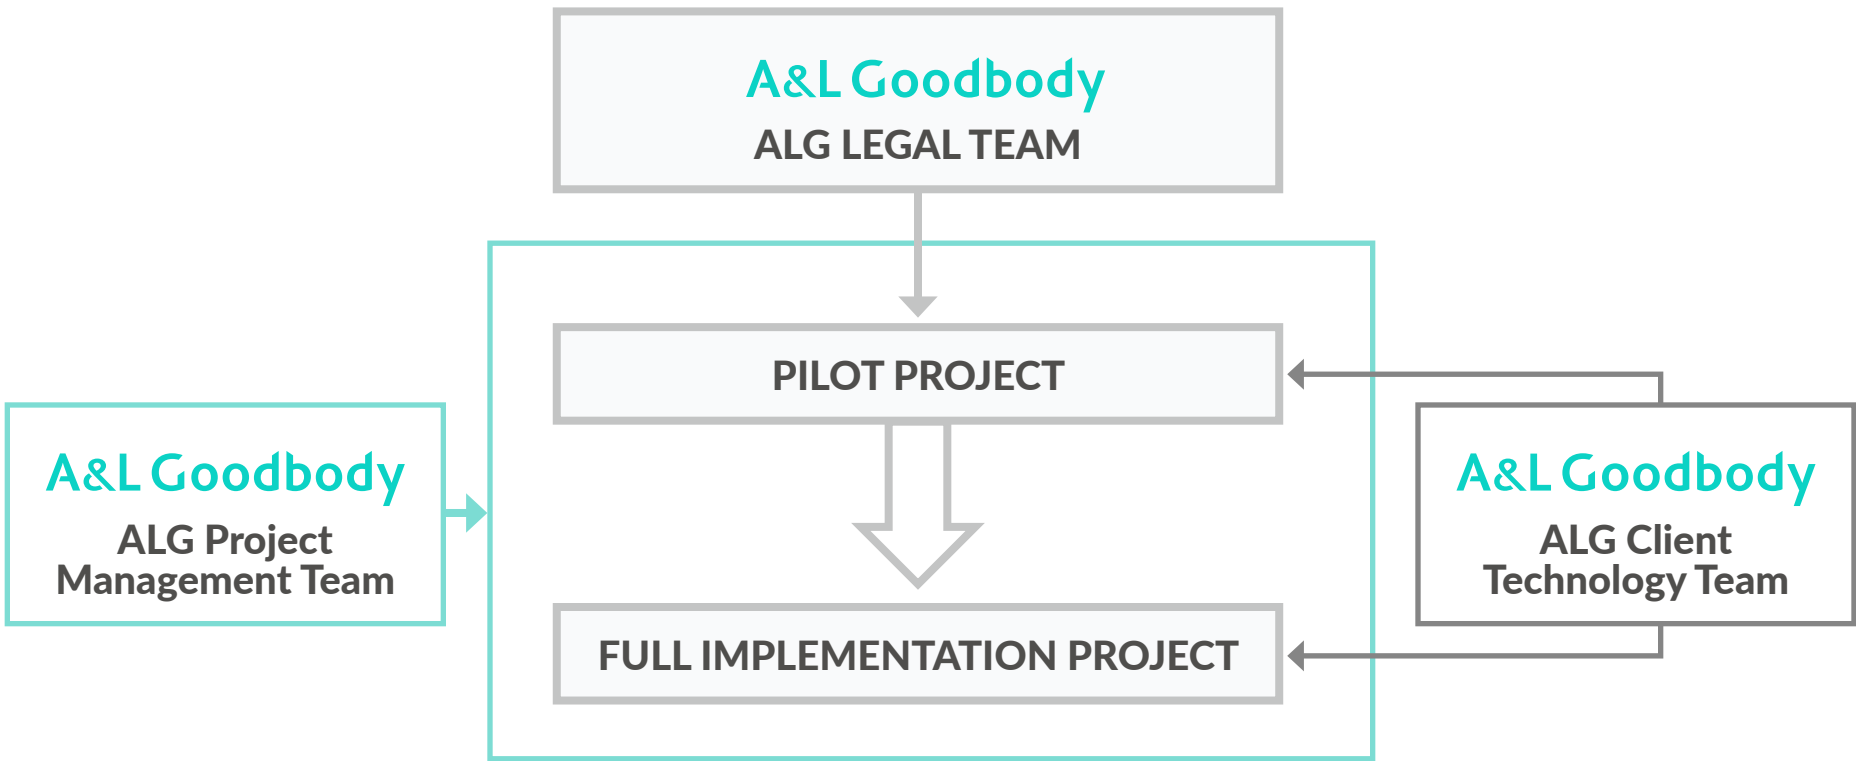 A&L Goodbody
ALG LEGAL TEAM
PILOT PROJECT
A&L Goodbody
ALG Project
Management Team
A&L Goodbody
ALG Client
Technology Team
FULL IMPLEMENTATION PROJECT